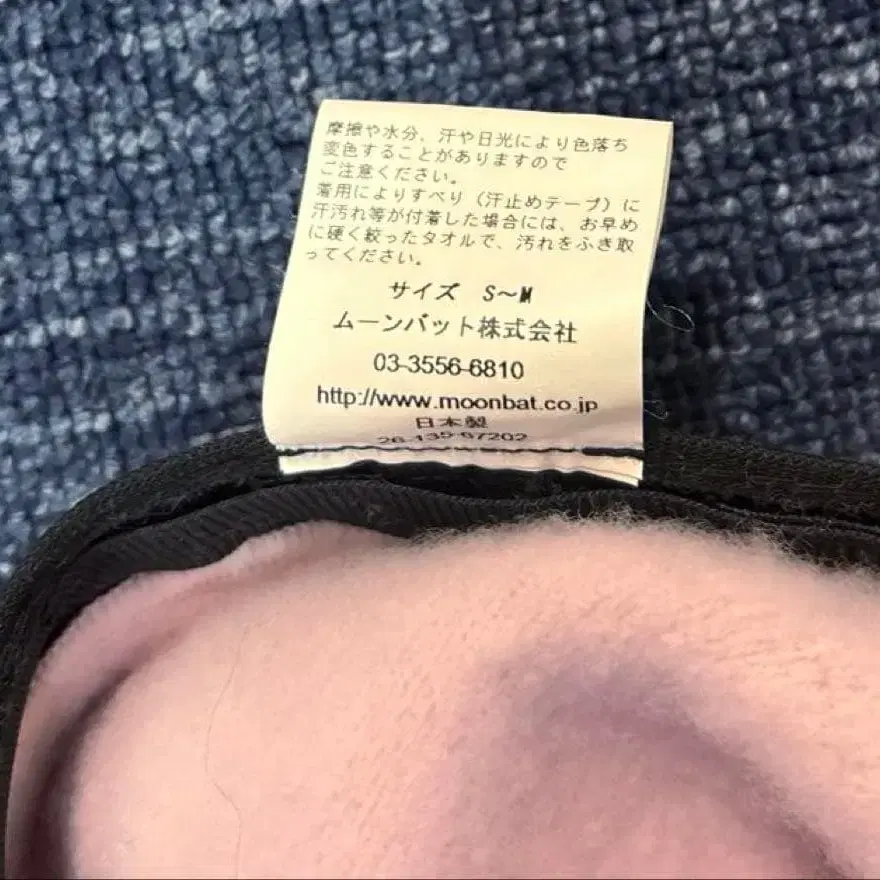 摩擦や水分、汗や日光により色落ち
変色することがありますので
ご注意ください。
着用によりすべり（汗止めテープ）に
汗汚れ等が付着した場合には、お早め
に硬く絞ったタオルで、汚れをふき取
ってください。
サイズ S～M
ムーンバット株式会社
03-3556-6810
http://www.moonbat.co.jp
日本製
26-139-67202